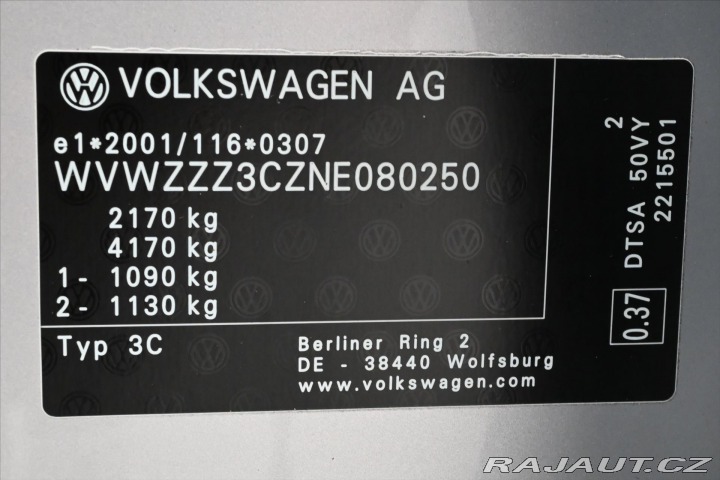 VOLKSWAGEN AG
e1*2001/116*0307
WVWZZZ3CZNE080250
2170 kg
4170 kg
1- 1090 kg
2- 1130 kg
Typ 3C
Berliner Ring 2
DE - 38440 Wolfsburg
www.volkswagen.com
0.37
DTSA 50VY 2
2215501
RAJAUT.CZ